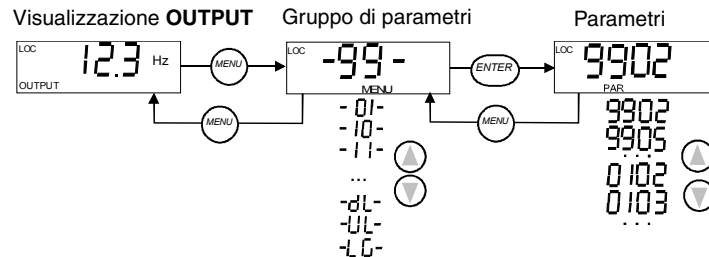 Visualizzazione OUTPUT
Gruppo di parametri
Parametri
LOC
12.3 Hz
OUTPUT
MENU
LOC
-99-
MENU
ENTER
LOC
9902
PAR
MENU
MENU
-01-
-10-
-11-
...
-dL-
-UL-
-LG-
9902
9905
...
0102
0103
...